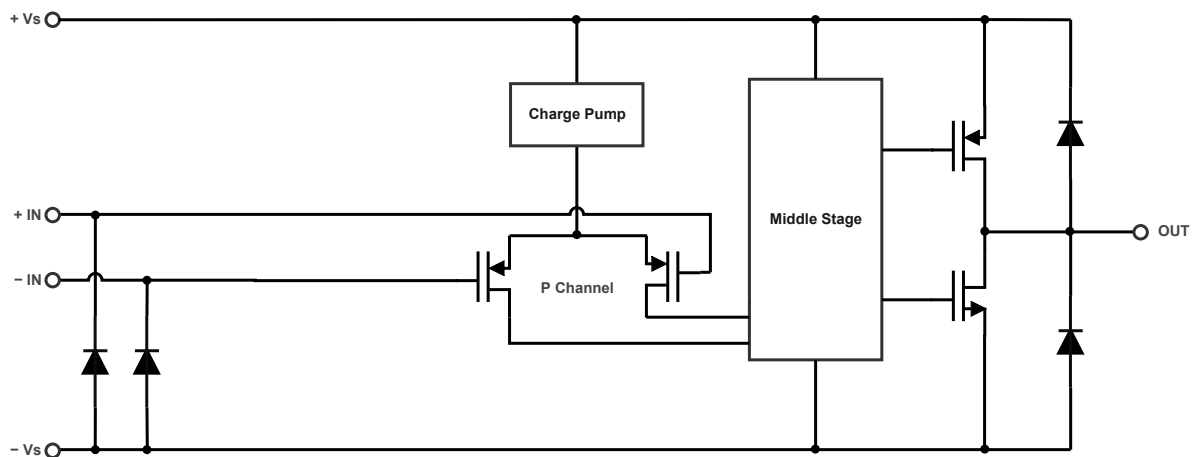 + Vs
Charge Pump
+ IN
Middle Stage
OUT
− IN
P Channel
− Vs